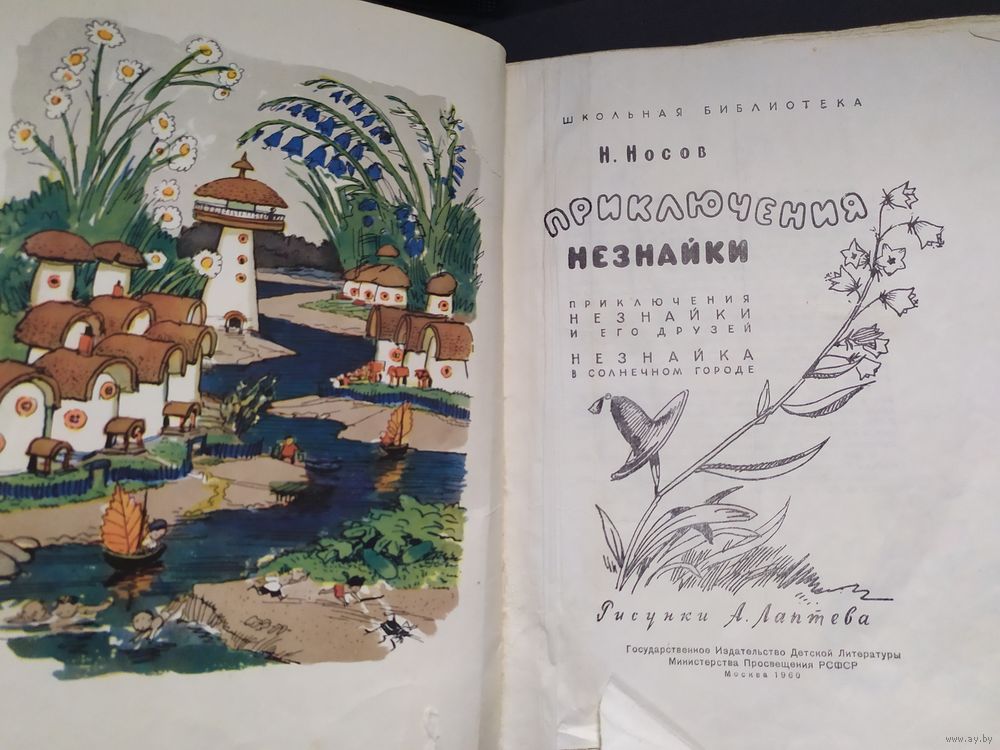 ШКОЛЬНАЯ БИБЛИОТЕКА
Н. Носов
ПРИКЛЮЧЕНИЯ
НЕЗНАЙКИ
ПРИКЛЮЧЕНИЯ
НЕЗНАЙКИ
И ЕГО ДРУЗЕЙ
НЕЗНАЙКА
В СОЛНЕЧНОМ ГОРОДЕ
Рисунки А. Лаптева
Государственное Издательство Детской Литературы
Министерства Просвещения РСФСР
Москва 1960
www.ay.by